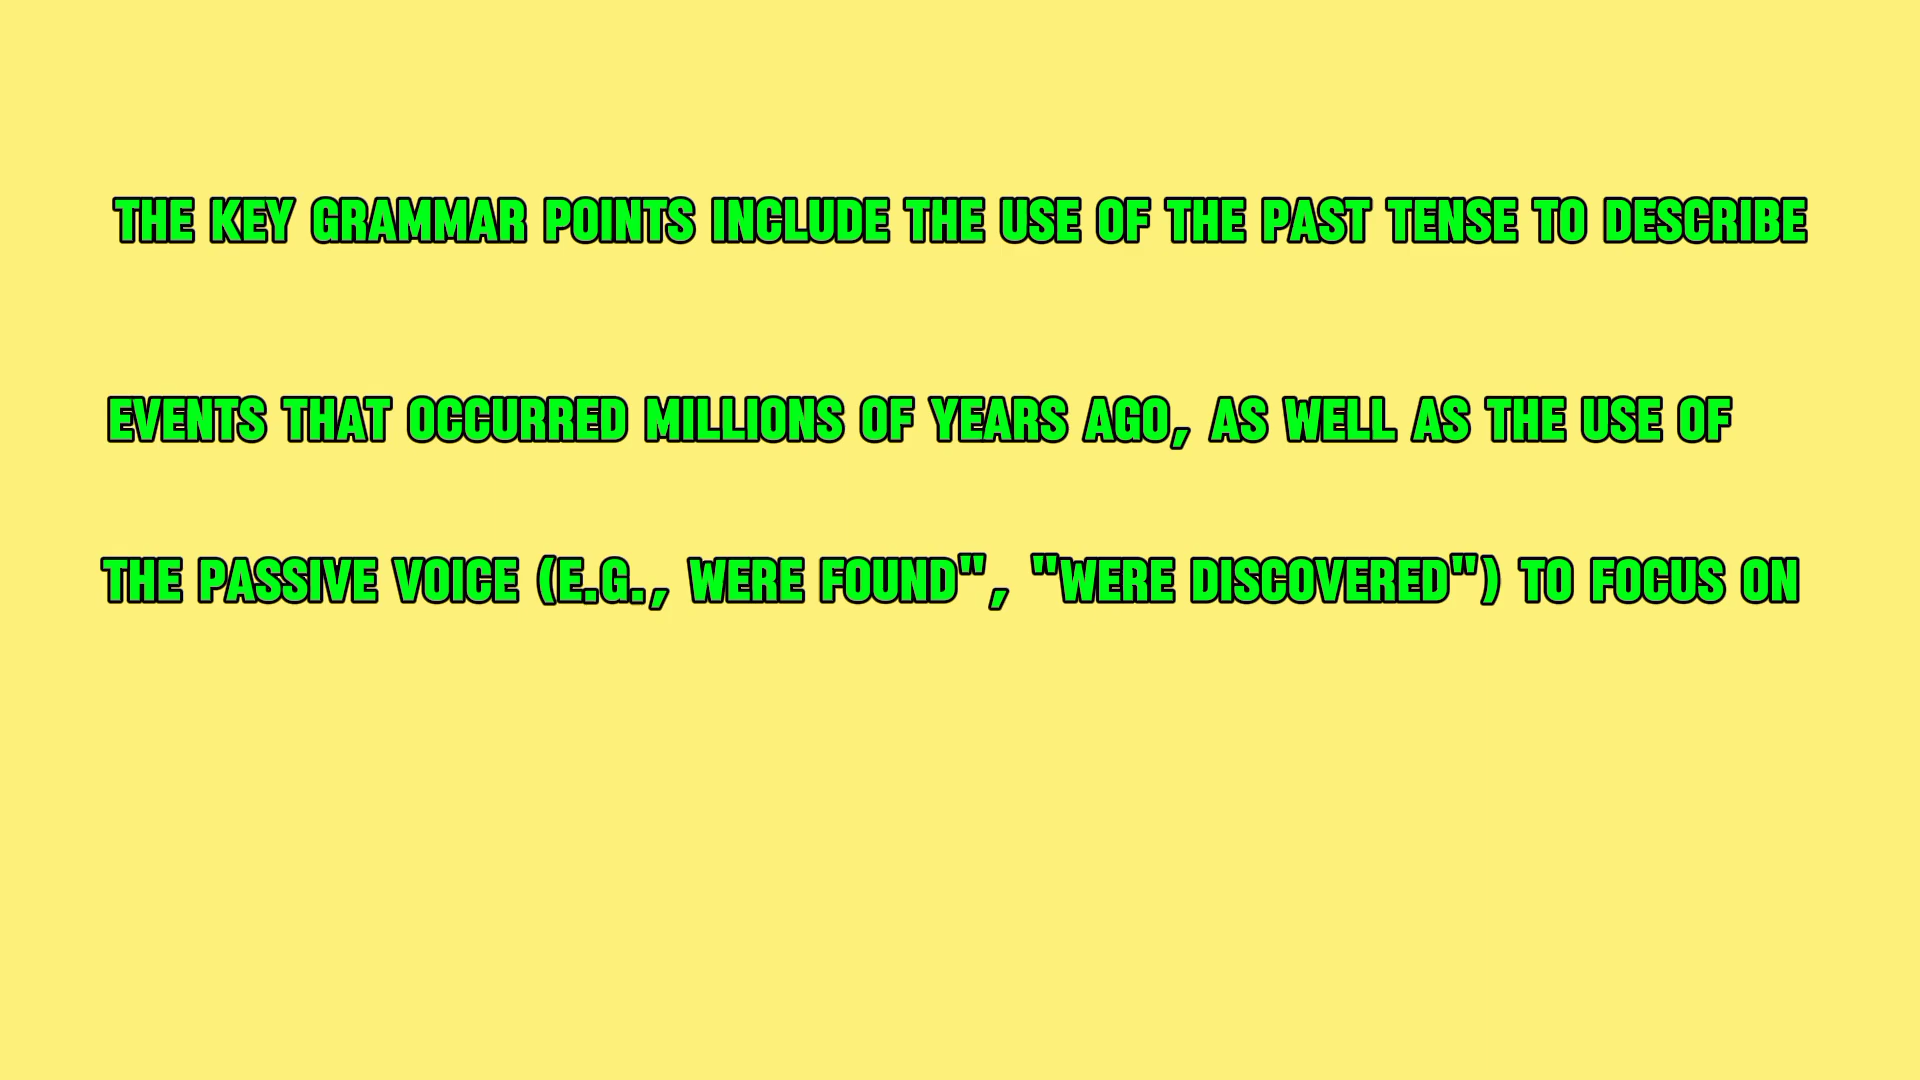 THE KEY GRAMMAR POINTS INCLUDE THE USE OF THE PAST TENSE TO DESCRIBE
EVENTS THAT OCCURRED MILLIONS OF YEARS AGO, AS WELL AS THE USE OF
THE PASSIVE VOICE (E.G., WERE FOUND", "WERE DISCOVERED") TO FOCUS ON